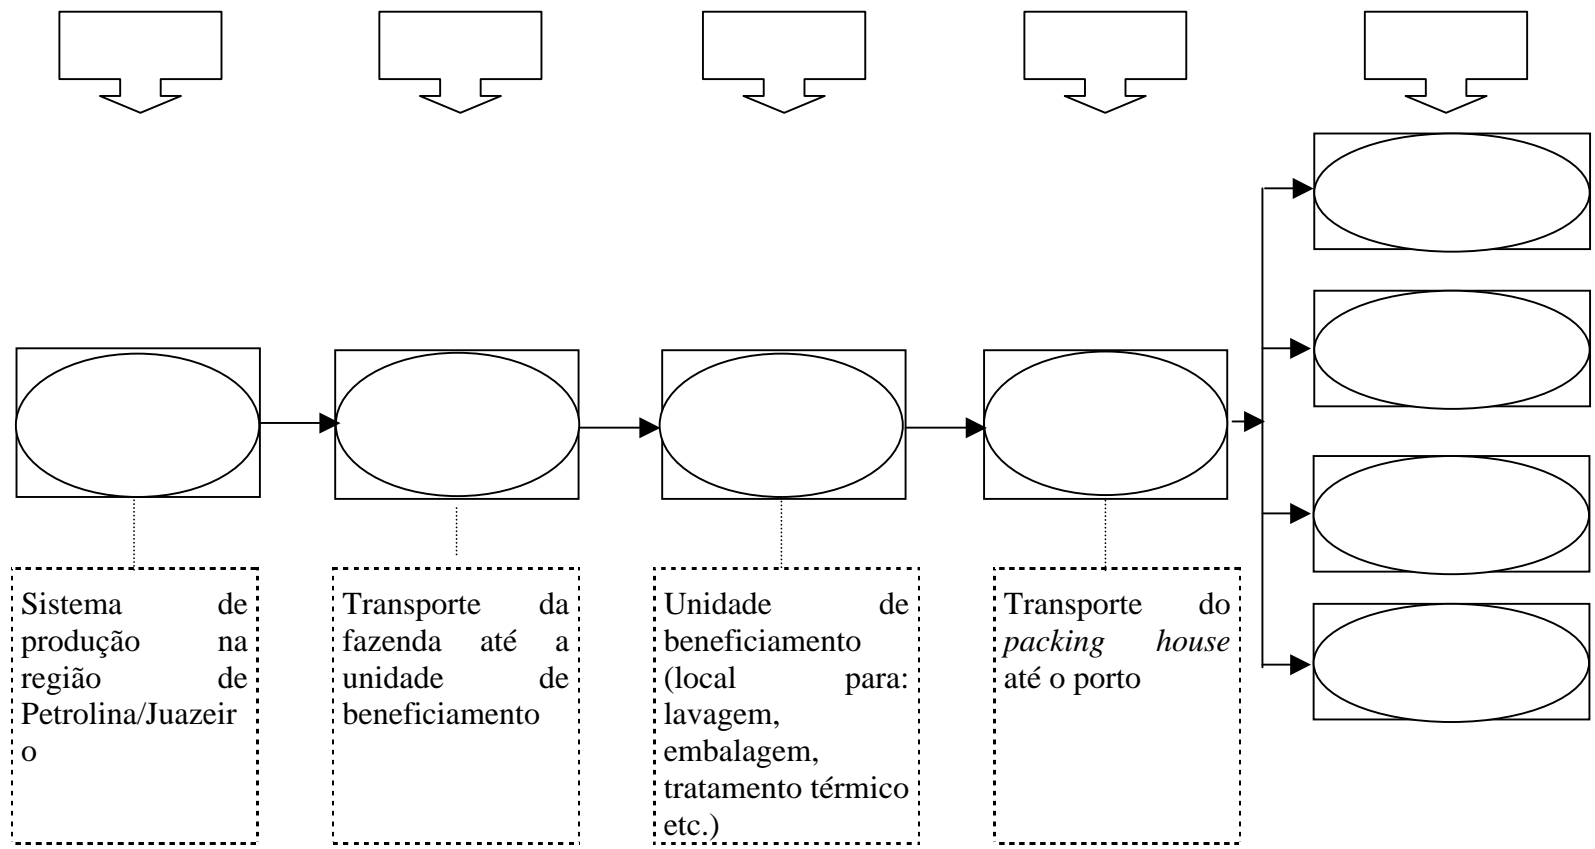 Sistema de
produção na
região de
Petrolina/Juazeir
o
Transporte da
fazenda até a
unidade de
beneficiamento
Unidade de
beneficiamento
(local para:
lavagem,
embalagem,
tratamento térmico
etc.)
Transporte do
packing house
até o porto